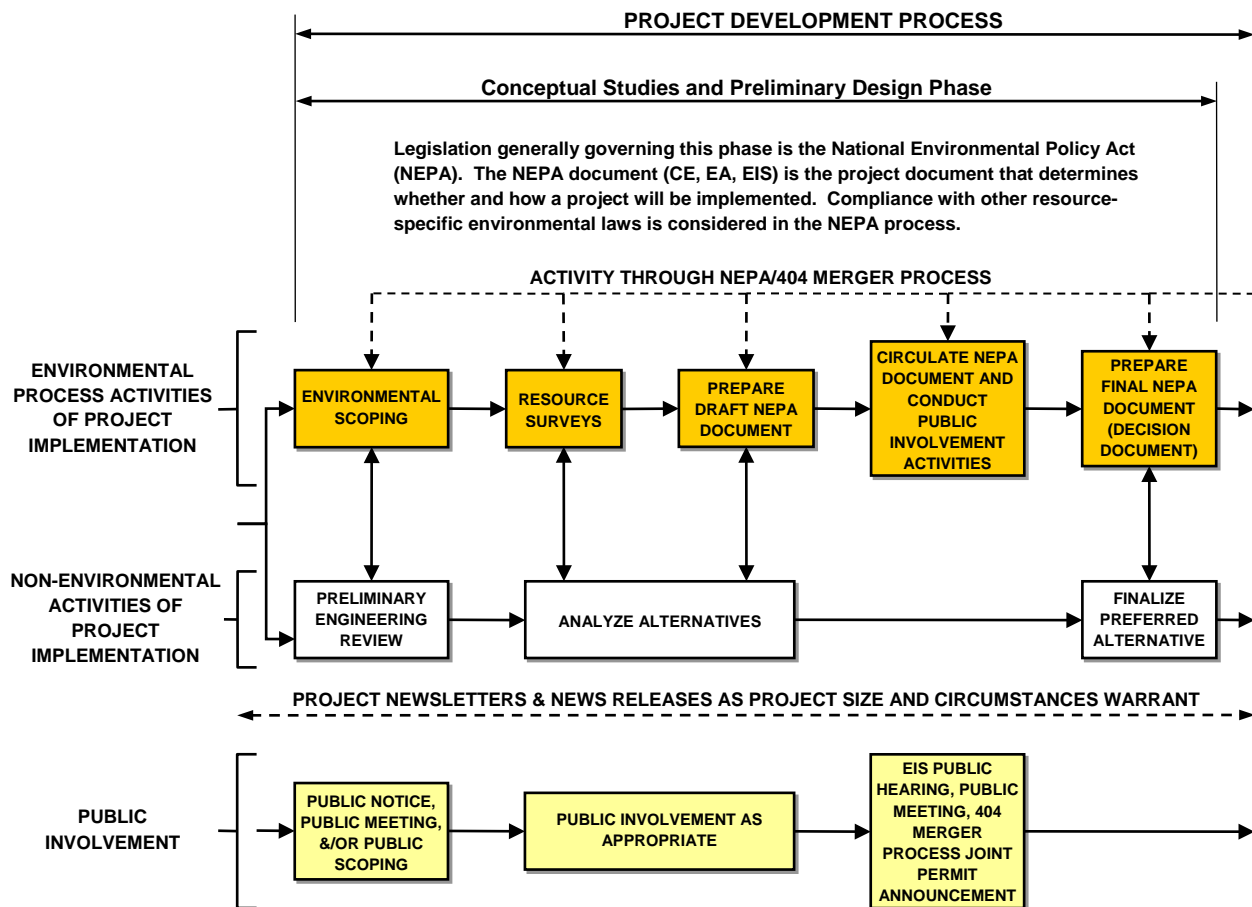 PROJECT DEVELOPMENT PROCESS
Conceptual Studies and Preliminary Design Phase
Legislation generally governing this phase is the National Environmental Policy Act
(NEPA).  The NEPA document (CE, EA, EIS) is the project document that determines
whether and how a project will be implemented.  Compliance with other resource-
specific environmental laws is considered in the NEPA process.
ACTIVITY THROUGH NEPA/404 MERGER PROCESS
ENVIRONMENTAL
PROCESS ACTIVITIES
OF PROJECT
IMPLEMENTATION
ENVIRONMENTAL
SCOPING
RESOURCE
SURVEYS
PREPARE
DRAFT NEPA
DOCUMENT
CIRCULATE NEPA
DOCUMENT AND
CONDUCT
PUBLIC
INVOLVEMENT
ACTIVITIES
PREPARE
FINAL NEPA
DOCUMENT
(DECISION
DOCUMENT)
NON-ENVIRONMENTAL
ACTIVITIES OF
PROJECT
IMPLEMENTATION
PRELIMINARY
ENGINEERING
REVIEW
ANALYZE ALTERNATIVES
FINALIZE
PREFERRED
ALTERNATIVE
PROJECT NEWSLETTERS & NEWS RELEASES AS PROJECT SIZE AND CIRCUMSTANCES WARRANT
PUBLIC
INVOLVEMENT
PUBLIC NOTICE,
PUBLIC MEETING,
&/OR PUBLIC
SCOPING
PUBLIC INVOLVEMENT AS
APPROPRIATE
EIS PUBLIC
HEARING, PUBLIC
MEETING, 404
MERGER
PROCESS JOINT
PERMIT
ANNOUNCEMENT